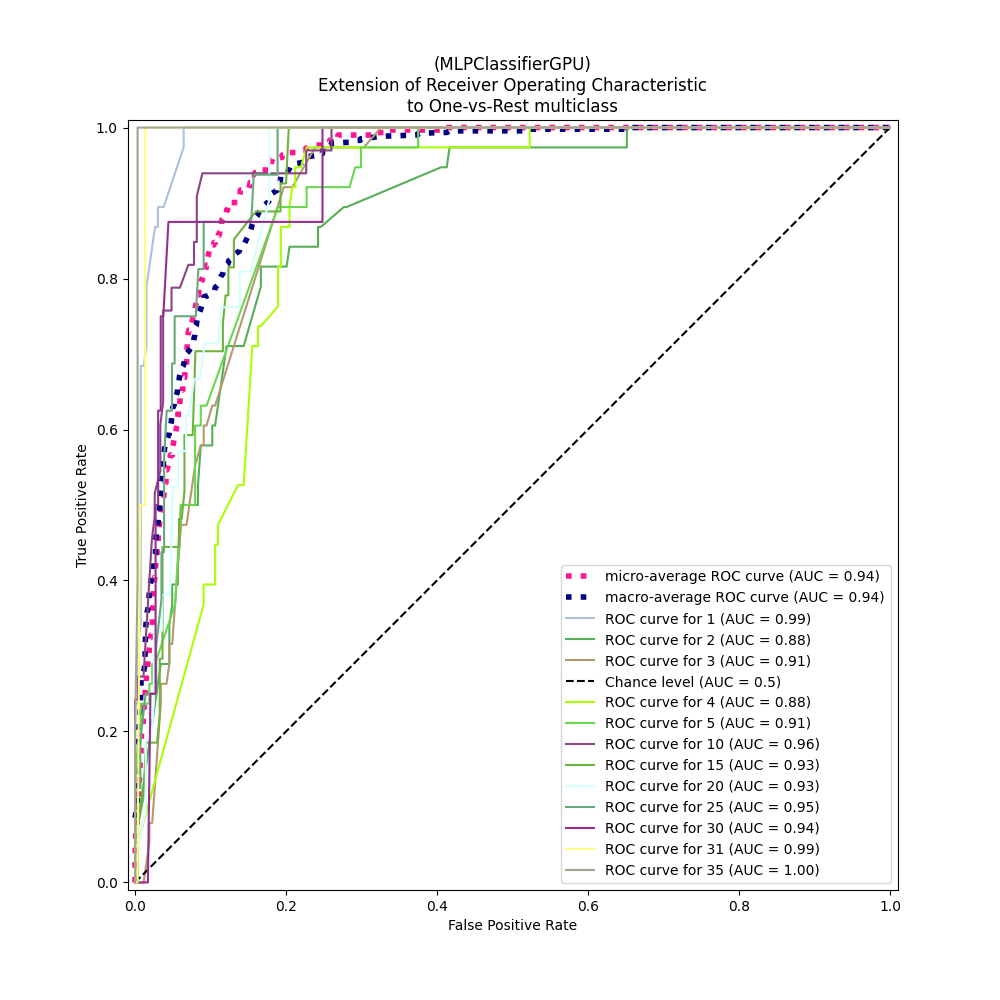 (MLPClassifierGPU)
Extension of Receiver Operating Characteristic
to One-vs-Rest multiclass
True Positive Rate
1.0
0.8
0.6
0.4
0.2
0.0
micro-average ROC curve (AUC = 0.94)
macro-average ROC curve (AUC = 0.94)
ROC curve for 1 (AUC = 0.99)
ROC curve for 2 (AUC = 0.88)
ROC curve for 3 (AUC = 0.91)
Chance level (AUC = 0.5)
ROC curve for 4 (AUC = 0.88)
ROC curve for 5 (AUC = 0.91)
ROC curve for 10 (AUC = 0.96)
ROC curve for 15 (AUC = 0.93)
ROC curve for 20 (AUC = 0.93)
ROC curve for 25 (AUC = 0.95)
ROC curve for 30 (AUC = 0.94)
ROC curve for 31 (AUC = 0.99)
ROC curve for 35 (AUC = 1.00)
0.0 0.2 0.4 0.6 0.8 1.0
False Positive Rate